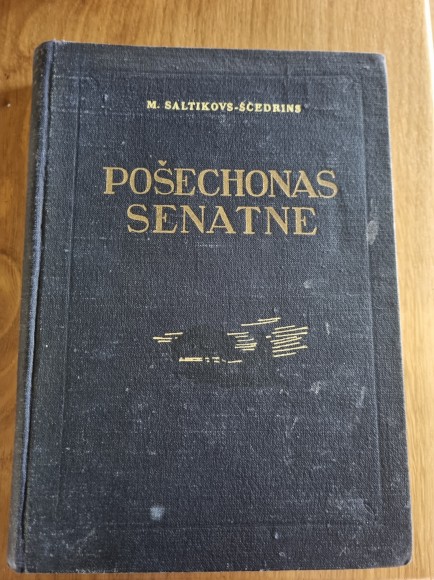 M. SALTIKOVS-ŠČEDRINS
POŠECHONAS
SENATNE